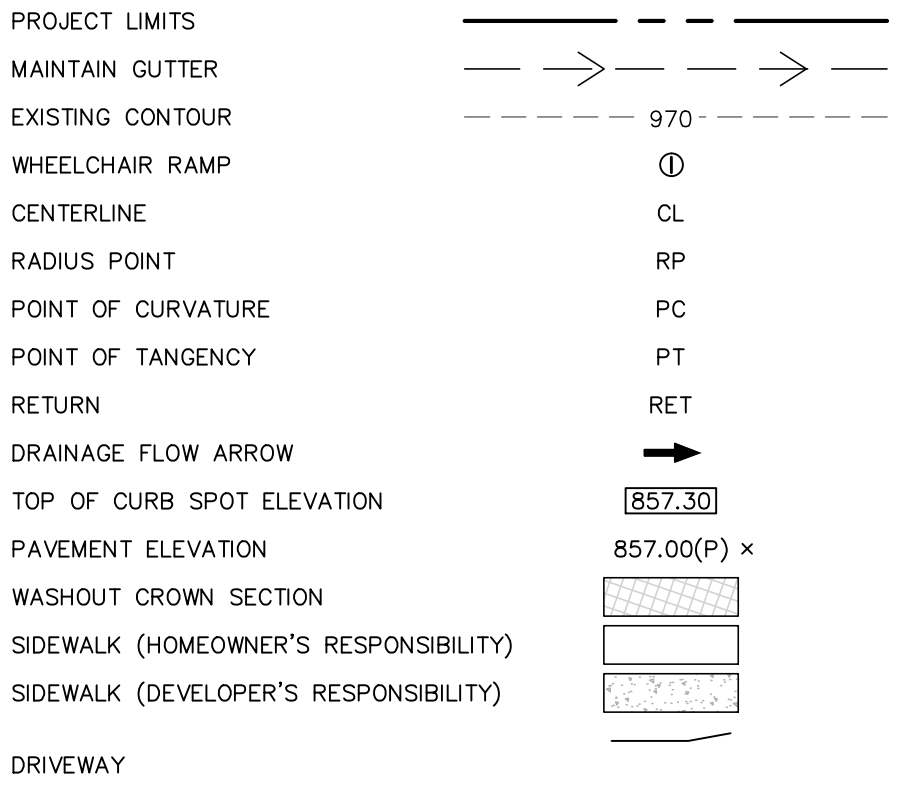 PROJECT LIMITS
MAINTAIN GUTTER
EXISTING CONTOUR 970
WHEELCHAIR RAMP
CENTERLINE CL
RADIUS POINT RP
POINT OF CURVATURE PC
POINT OF TANGENCY PT
RETURN RET
DRAINAGE FLOW ARROW
TOP OF CURB SPOT ELEVATION 857.30
PAVEMENT ELEVATION 857.00(P) ×
WASHOUT CROWN SECTION
SIDEWALK (HOMEOWNER'S RESPONSIBILITY)
SIDEWALK (DEVELOPER'S RESPONSIBILITY)
DRIVEWAY